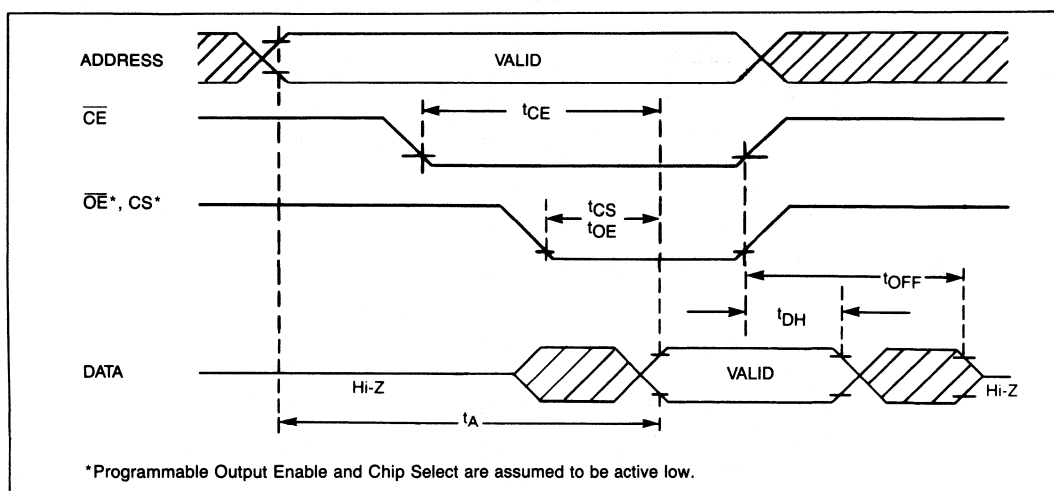 ADDRESS
VALID
CE
tCE
OE*, CS*
tCS
tOE
tOFF
tDH
DATA
VALID
Hi-Z
Hi-Z
tA
*Programmable Output Enable and Chip Select are assumed to be active low.